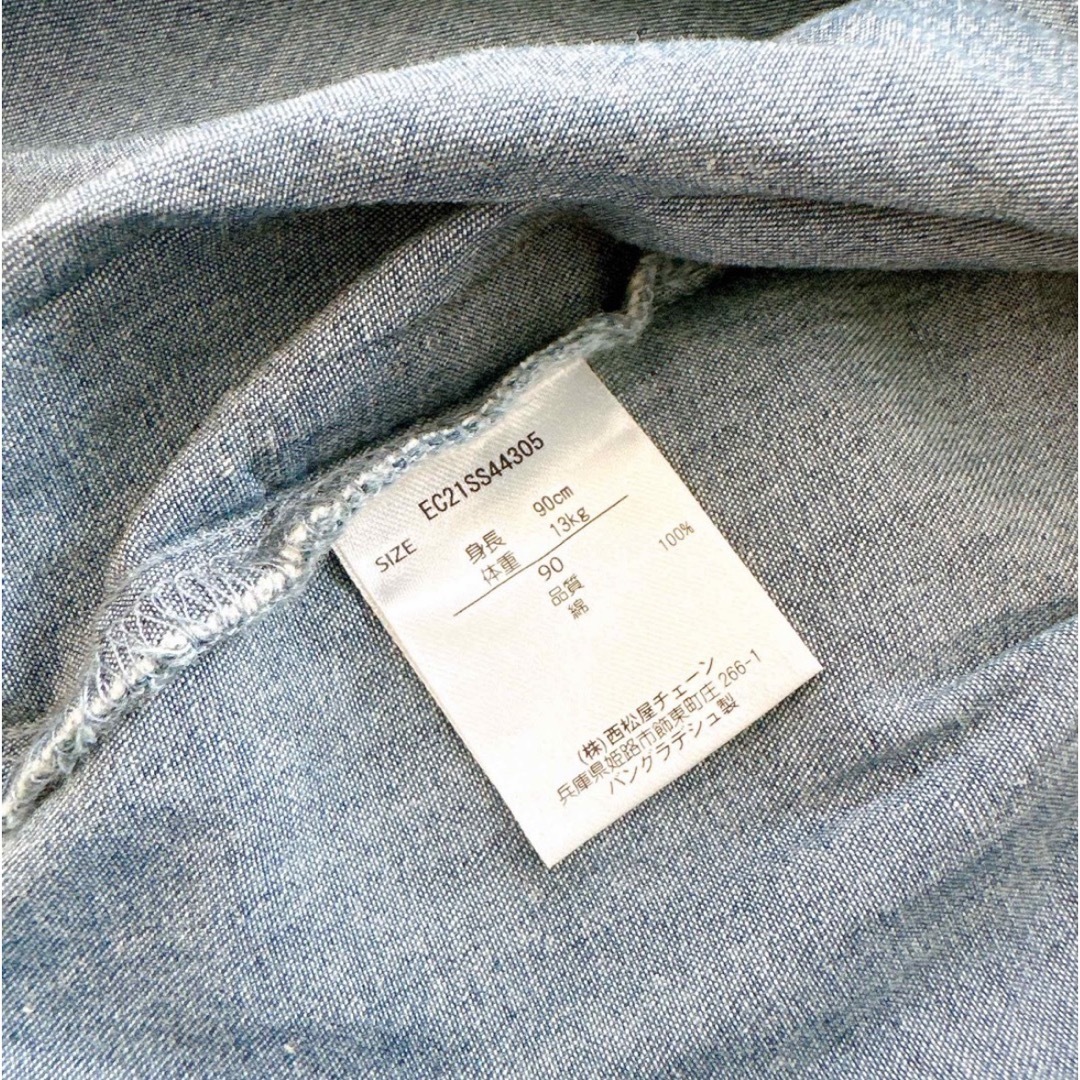 EC21SS44305
SIZE 身長 90cm
体重 13kg
90
品質
綿 100%
(株)西松屋チェーン
兵庫県姫路市飾東町庄 266-1
バングラデシュ製